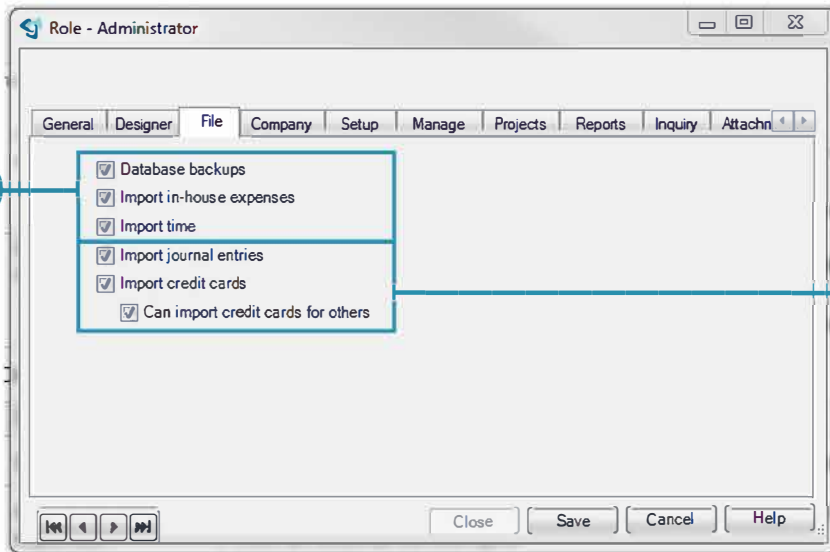 Role - Administrator
General Designer File Company Setup Manage Projects Reports Inquiry Attachn
Database backups
Import in-house expenses
Import time
Import journal entries
Import credit cards
Can import credit cards for others
Close Save Cancel Help